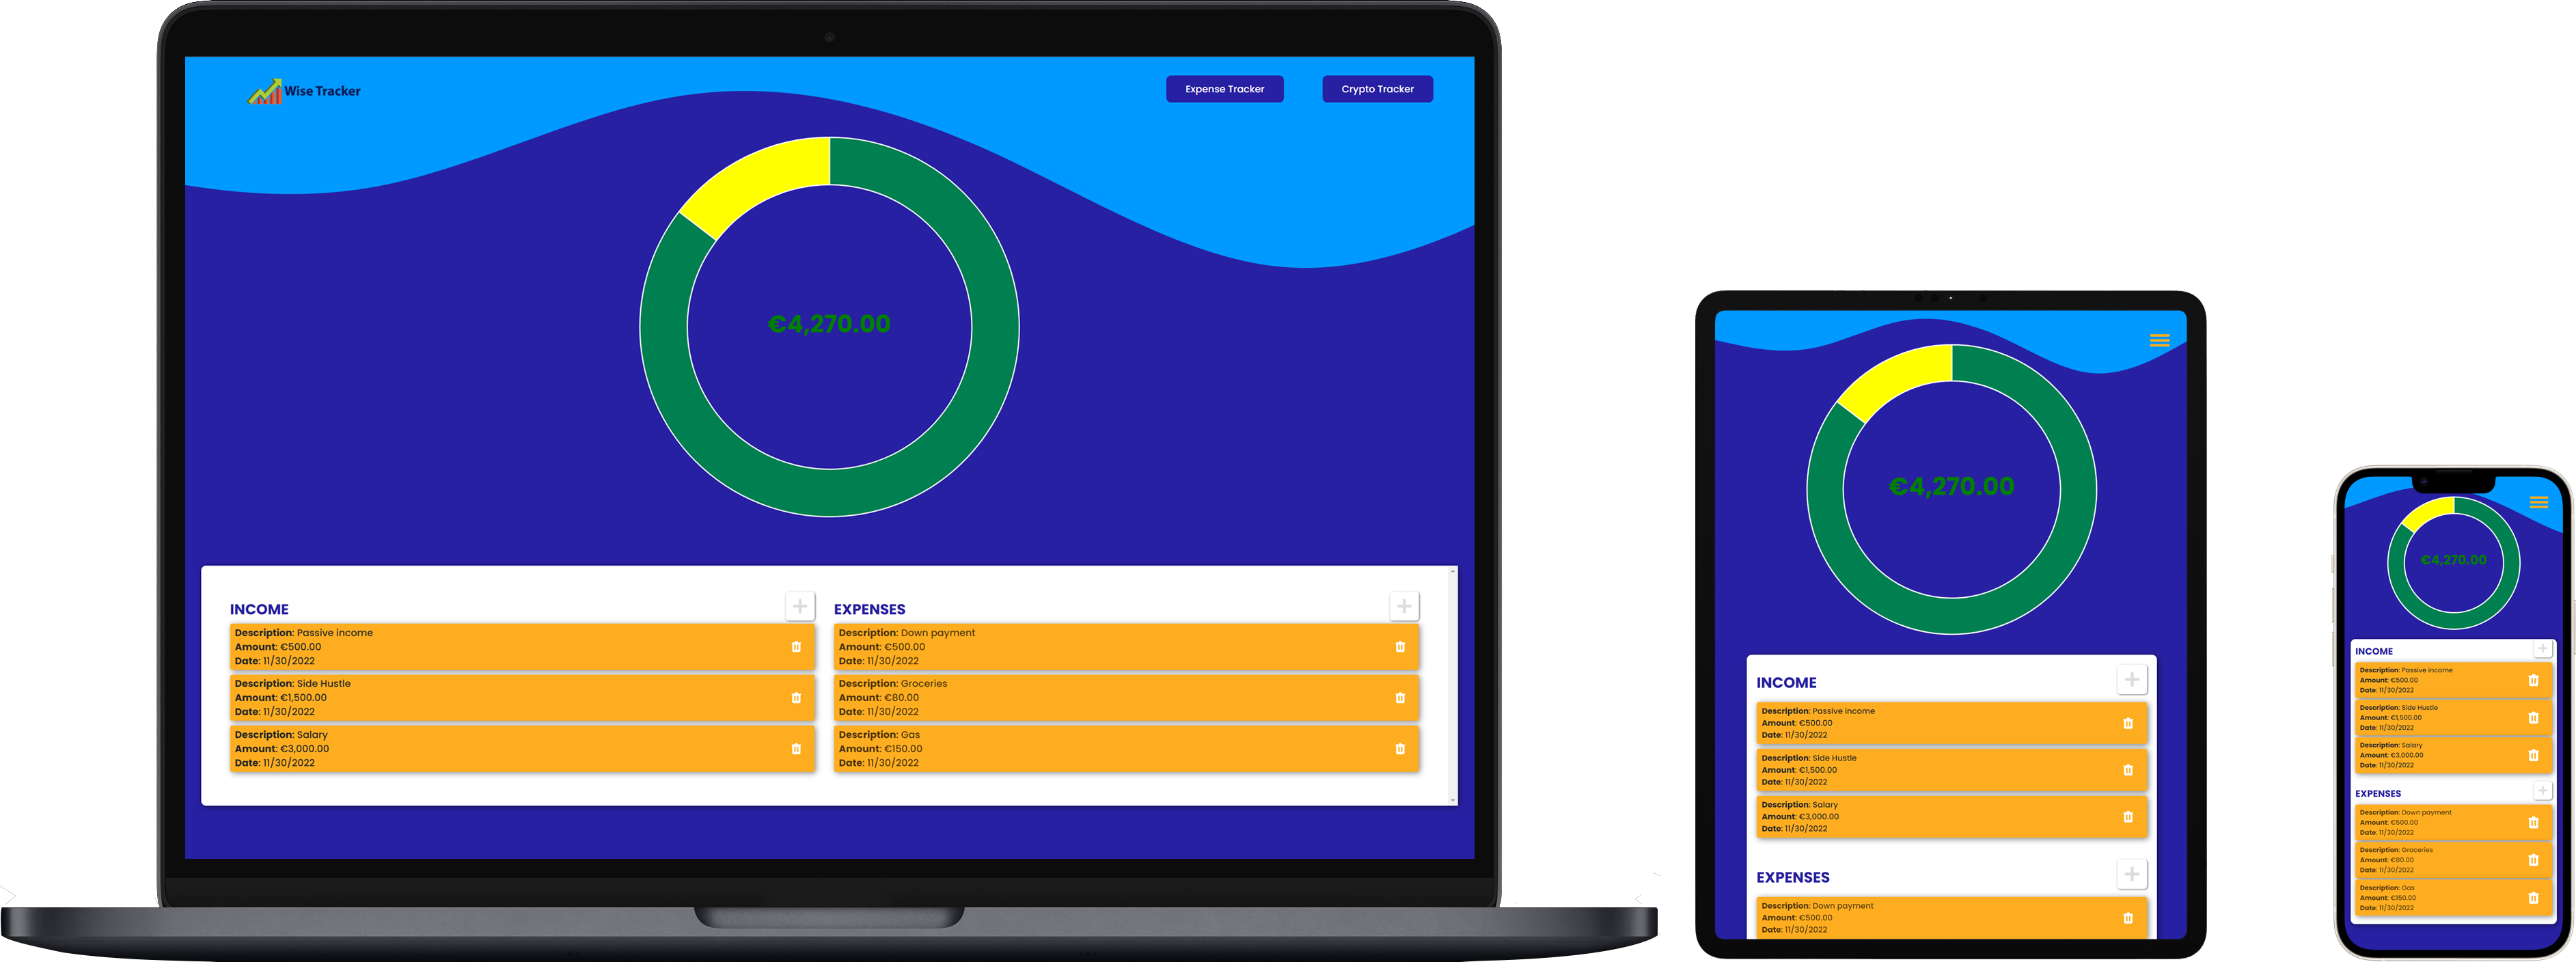 Wise Tracker
Expense Tracker
Crypto Tracker
€4,270.00
INCOME
Description: Passive income
Amount: €500.00
Date: 11/30/2022
Description: Side Hustle
Amount: €1,500.00
Date: 11/30/2022
Description: Salary
Amount: €3,000.00
Date: 11/30/2022
EXPENSES
Description: Down payment
Amount: €500.00
Date: 11/30/2022
Description: Groceries
Amount: €80.00
Date: 11/30/2022
Description: Gas
Amount: €150.00
Date: 11/30/2022
€4,270.00
INCOME
Description: Passive income
Amount: €500.00
Date: 11/30/2022
Description: Side Hustle
Amount: €1,500.00
Date: 11/30/2022
Description: Salary
Amount: €3,000.00
Date: 11/30/2022
EXPENSES
Description: Down payment
Amount: €500.00
Date: 11/30/2022
€4,270.00
INCOME
Description: Passive income
Amount: €500.00
Date: 11/30/2022
Description: Side Hustle
Amount: €1,500.00
Date: 11/30/2022
Description: Salary
Amount: €3,000.00
Date: 11/30/2022
EXPENSES
Description: Down payment
Amount: €500.00
Date: 11/30/2022
Description: Groceries
Amount: €80.00
Date: 11/30/2022
Description: Gas
Amount: €150.00
Date: 11/30/2022